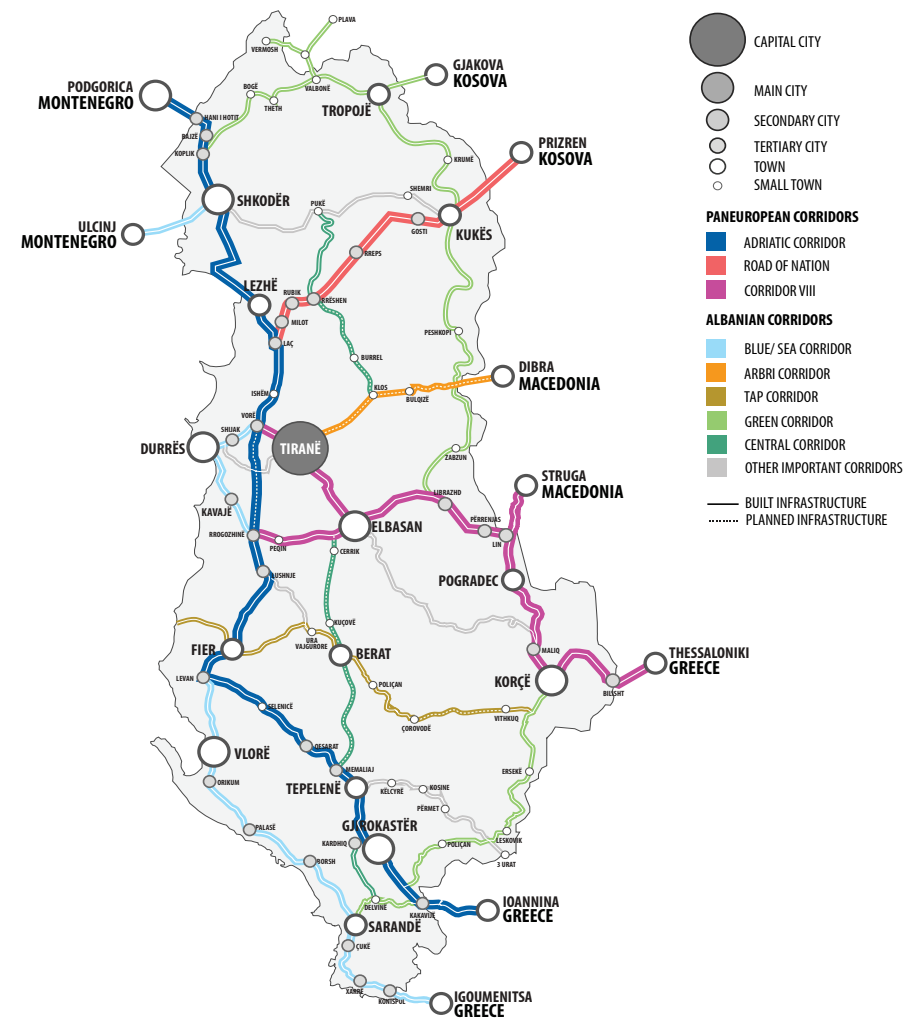 PLAVA
VERMOSH
VALBONË
BOGË
THETH
GJAKOVA
KOSOVA
PODGORICA
MONTENEGRO
TROPOJË
HANI I HOTIT
BAJZË
KOPLIK
KRUMË
PRIZREN
KOSOVA
SHKODËR
PUKË
SHEMRI
GOSTI
KUKËS
ULCINJ
MONTENEGRO
RREPS
LEZHË
RUBIK
RRËSHEN
MILOT
LAÇ
PESHKOPI
BURREL
ISHËM
KLOS
BULQIZË
DIBRA
MACEDONIA
VORË
SHIJAK
DURRËS
TIRANË
ZABZUN
STRUGA
MACEDONIA
KAVAJË
LIBRAZHD
PËRRENJAS
LIN
RROGOZHINË
PEQIN
ELBASAN
CERRIK
LUSHNJE
POGRADEC
KUÇOVË
URA
VAJGURORE
FIER
BERAT
MALIQ
THESSALONIKI
GREECE
LEVAN
KORÇË
BILISHT
POLIÇAN
SELENICË
ÇOROVODË
VITHKUQ
VLORË
QESARAT
MEMALIAJ
ERSEKË
ORIKUM
TEPELENË
KËLCYRË
KOSINE
PËRMET
PALASË
GJIROKASTËR
KARDHIQ
POLIÇAN
LESKOVIK
3 URAT
BORSH
DELVINË
KAKAVIJË
IOANNINA
GREECE
SARANDË
ÇUKË
XARRË
KONISPOL
IGOUMENITSA
GREECE
CAPITAL CITY
MAIN CITY
SECONDARY CITY
TERTIARY CITY
TOWN
SMALL TOWN
PANEUROPEAN CORRIDORS
ADRIATIC CORRIDOR
ROAD OF NATION
CORRIDOR VIII
ALBANIAN CORRIDORS
BLUE/ SEA CORRIDOR
ARBRI CORRIDOR
TAP CORRIDOR
GREEN CORRIDOR
CENTRAL CORRIDOR
OTHER IMPORTANT CORRIDORS
BUILT INFRASTRUCTURE
PLANNED INFRASTRUCTURE